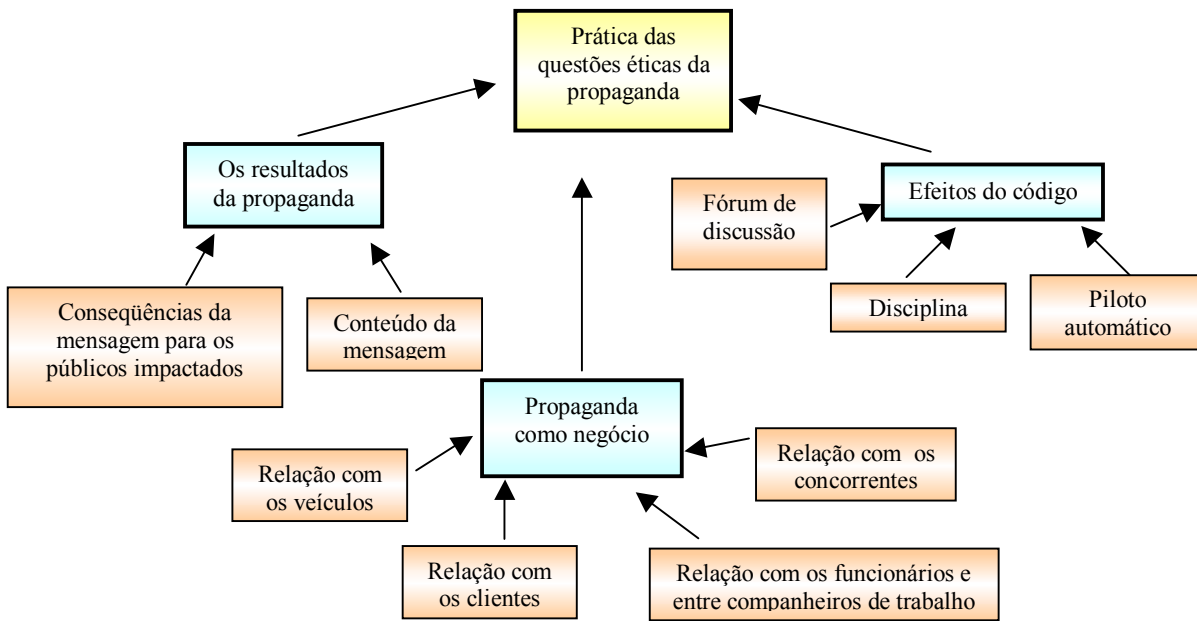 Prática das
questões éticas da
propaganda
Os resultados
da propaganda
Efeitos do código
Fórum de
discussão
Disciplina
Piloto
automático
Conseqüências da
mensagem para os
públicos impactados
Conteúdo da
mensagem
Propaganda
como negócio
Relação com
os veículos
Relação com os
concorrentes
Relação com
os clientes
Relação com os funcionários e
entre companheiros de trabalho